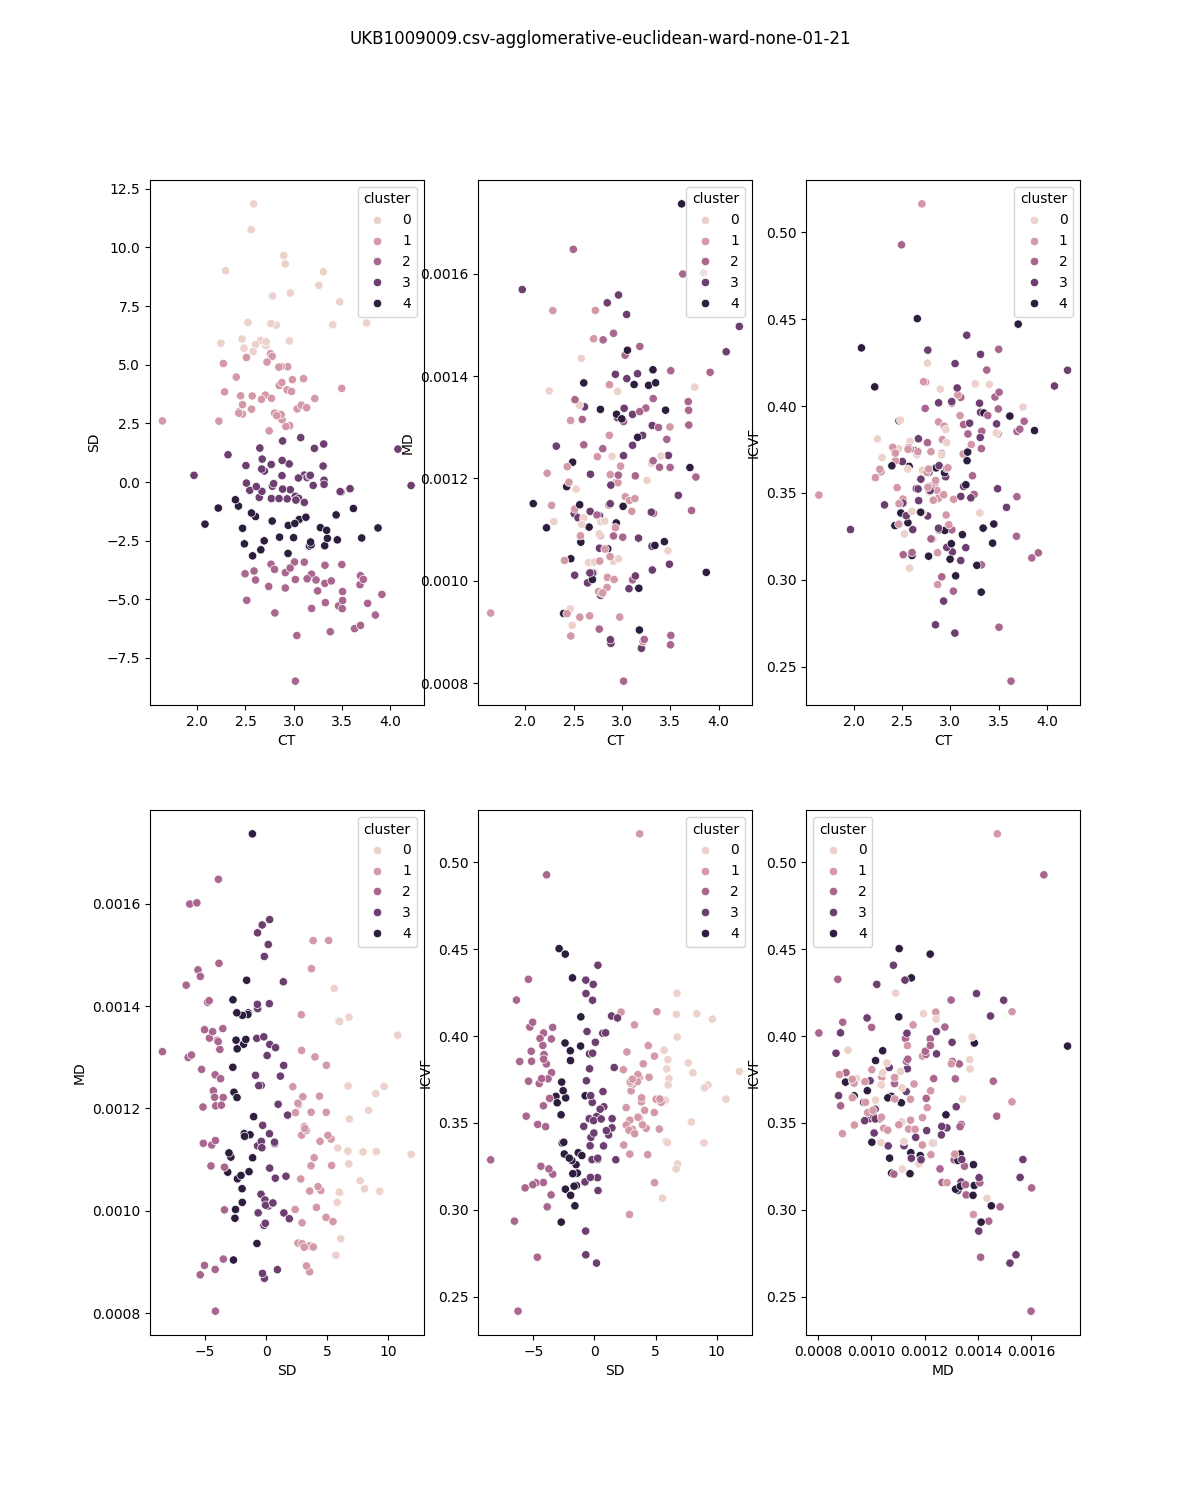 UKB1009009.csv-agglomerative-euclidean-ward-none-01-21
12.5
10.0
7.5
5.0
2.5
0.0
−2.5
−5.0
−7.5
SD
2.0 2.5 3.0 3.5 4.0
CT
cluster
0
1
2
3
4
0.0016
0.0014
0.0012
0.0010
0.0008
MD
2.0 2.5 3.0 3.5 4.0
CT
cluster
0
1
2
3
4
0.50
0.45
0.40
0.35
0.30
0.25
ICVF
2.0 2.5 3.0 3.5 4.0
CT
cluster
0
1
2
3
4
0.0016
0.0014
0.0012
0.0010
0.0008
MD
−5 0 5 10
SD
cluster
0
1
2
3
4
0.50
0.45
0.40
0.35
0.30
0.25
ICVF
−5 0 5 10
SD
cluster
0
1
2
3
4
0.50
0.45
0.40
0.35
0.30
0.25
ICVF
0.0008 0.0010 0.0012 0.0014 0.0016
MD
cluster
0
1
2
3
4